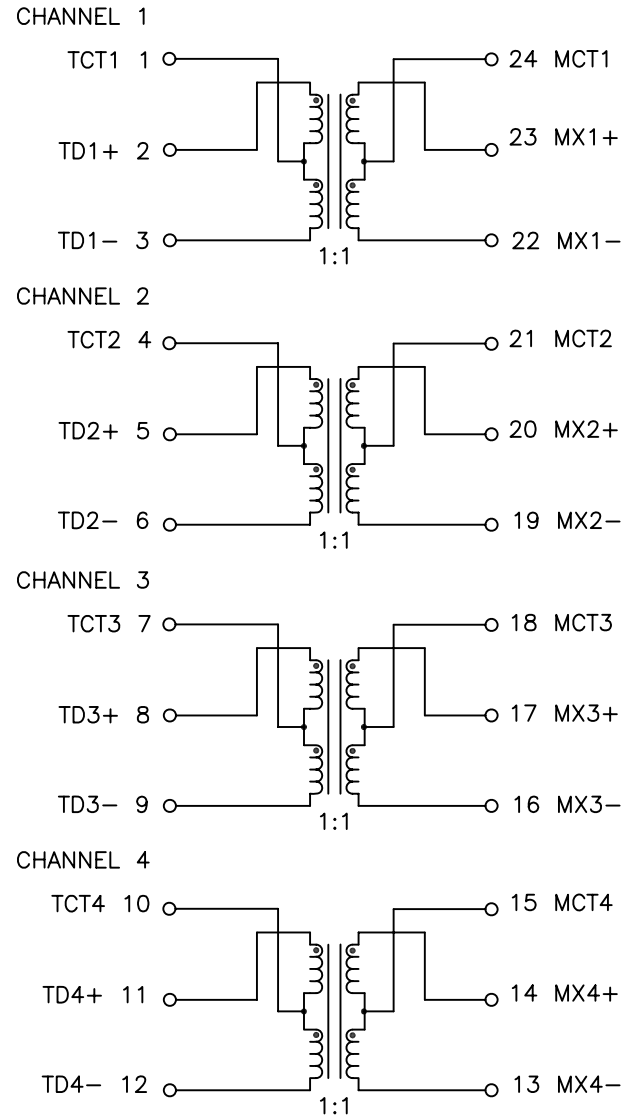 CHANNEL 1
TCT1 1 24 MCT1
TD1+ 2 23 MX1+
TD1- 3 22 MX1-
1:1
CHANNEL 2
TCT2 4 21 MCT2
TD2+ 5 20 MX2+
TD2- 6 19 MX2-
1:1
CHANNEL 3
TCT3 7 18 MCT3
TD3+ 8 17 MX3+
TD3- 9 16 MX3-
1:1
CHANNEL 4
TCT4 10 15 MCT4
TD4+ 11 14 MX4+
TD4- 12 13 MX4-
1:1